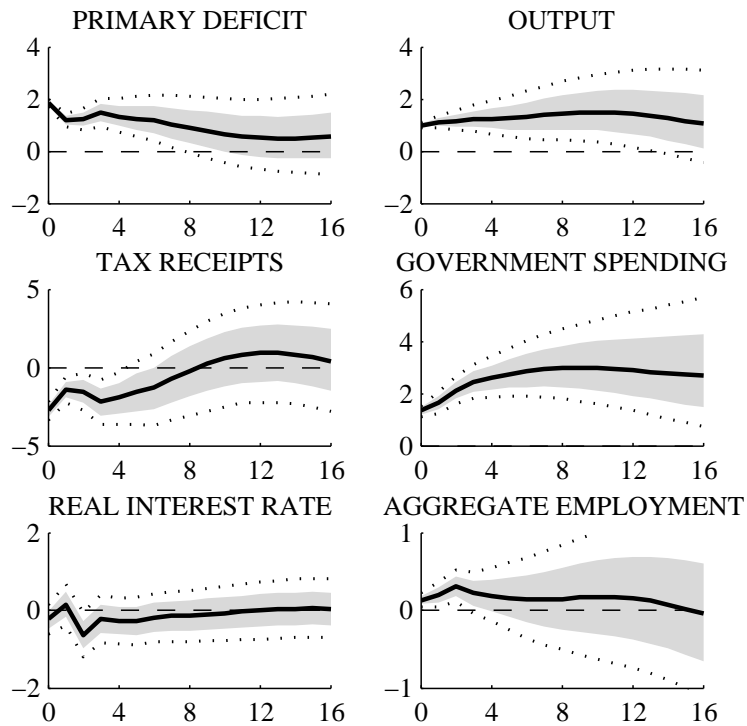 PRIMARY DEFICIT
4
2
0
−2
0 4 8 12 16
OUTPUT
4
2
0
−2
0 4 8 12 16
TAX RECEIPTS
5
0
−5
0 4 8 12 16
GOVERNMENT SPENDING
6
4
2
0
0 4 8 12 16
REAL INTEREST RATE
2
0
−2
0 4 8 12 16
AGGREGATE EMPLOYMENT
1
0
−1
0 4 8 12 16